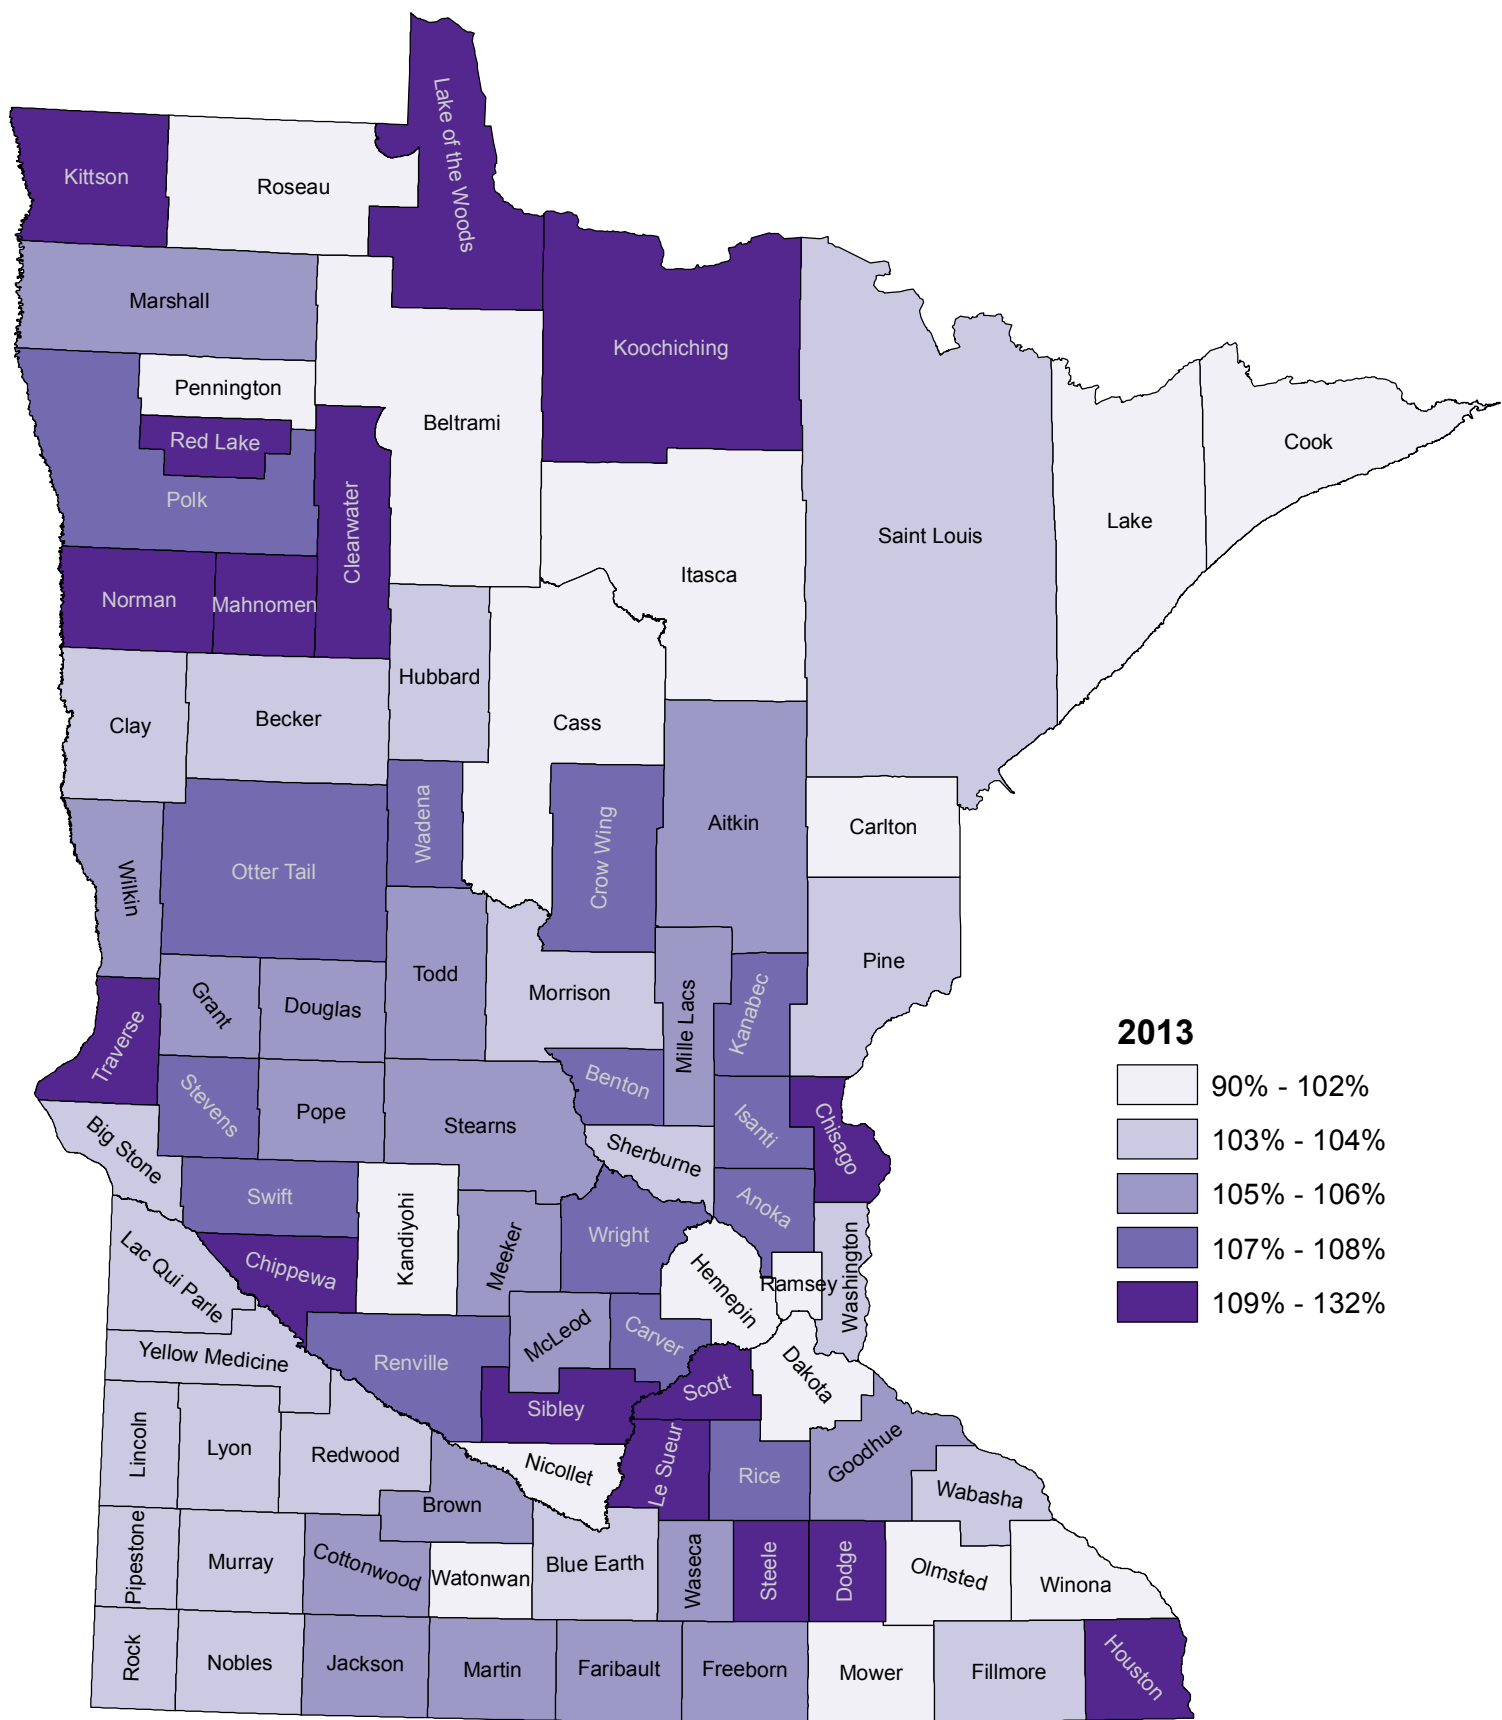 Lake of the Woods
Kittson
Roseau
Marshall
Koochiching
Pennington
Beltrami
Red Lake
Cook
Polk
Clearwater
Lake
Saint Louis
Itasca
Norman
Mahnomen
Hubbard
Clay
Becker
Cass
Wadena
Aitkin
Carlton
Crow Wing
Otter Tail
Wilkin
Pine
Todd
Morrison
Grant
Douglas
Mille Lacs
Kanabec
Traverse
2013
Benton
90% - 102%
Stevens
Pope
Stearns
Isanti
Chisago
Big Stone
Sherburne
103% - 104%
Swift
Anoka
105% - 106%
Kandiyohi
Meeker
Wright
107% - 108%
Lac Qui Parle
Chippewa
Hennepin
Ramsey
Washington
109% - 132%
McLeod
Carver
Yellow Medicine
Renville
Dakota
Scott
Sibley
Lincoln
Lyon
Redwood
Nicollet
Le Sueur
Rice
Goodhue
Wabasha
Brown
Pipestone
Murray
Cottonwood
Watonwan
Blue Earth
Waseca
Steele
Dodge
Olmsted
Winona
Rock
Nobles
Jackson
Martin
Faribault
Freeborn
Mower
Fillmore
Houston